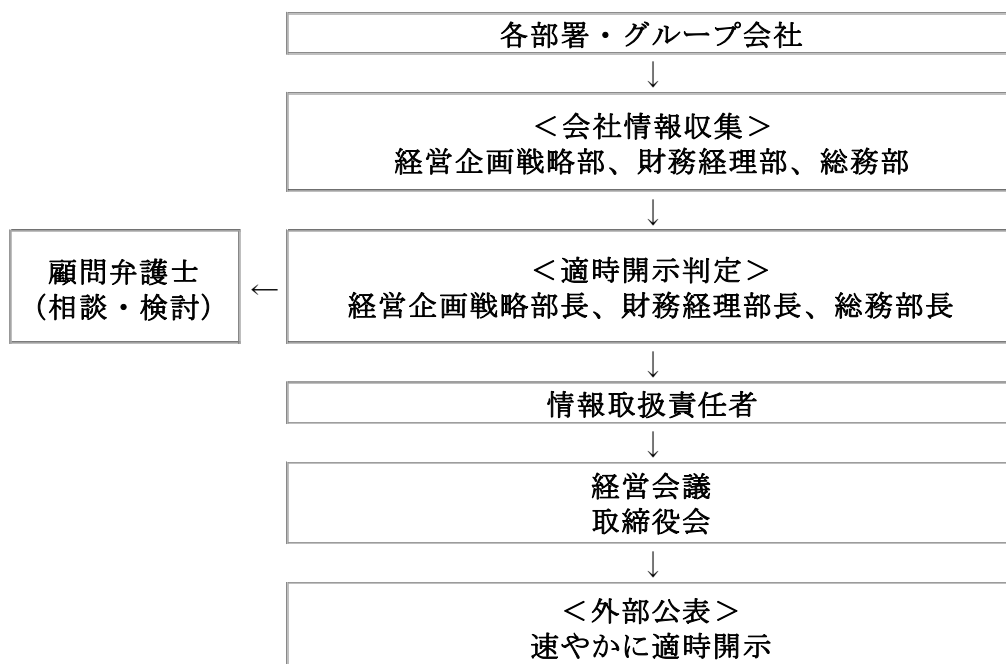 各部署・グループ会社
↓
＜会社情報収集＞
経営企画戦略部、財務経理部、総務部
↓
顧問弁護士
（相談・検討）
←
＜適時開示判定＞
経営企画戦略部長、財務経理部長、総務部長
↓
情報取扱責任者
↓
経営会議
取締役会
↓
＜外部公表＞
速やかに適時開示